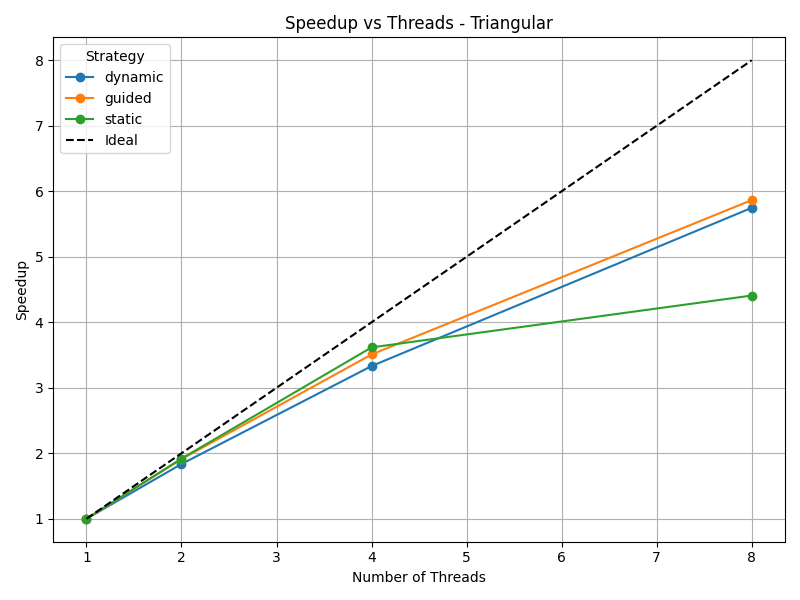 Speedup vs Threads - Triangular
Strategy
dynamic
guided
static
Ideal
8
7
6
5
4
3
2
1
Speedup
1 2 3 4 5 6 7 8
Number of Threads